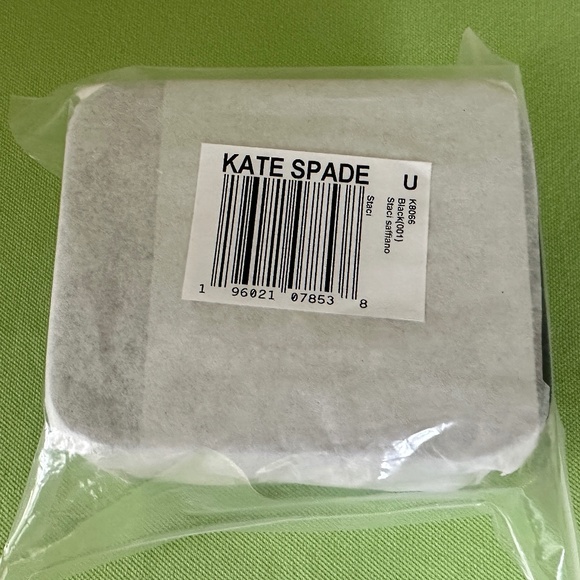 KATE SPADE U
K8066
Black(001)
Staci saffiano
Staci
1 96021 07853 8